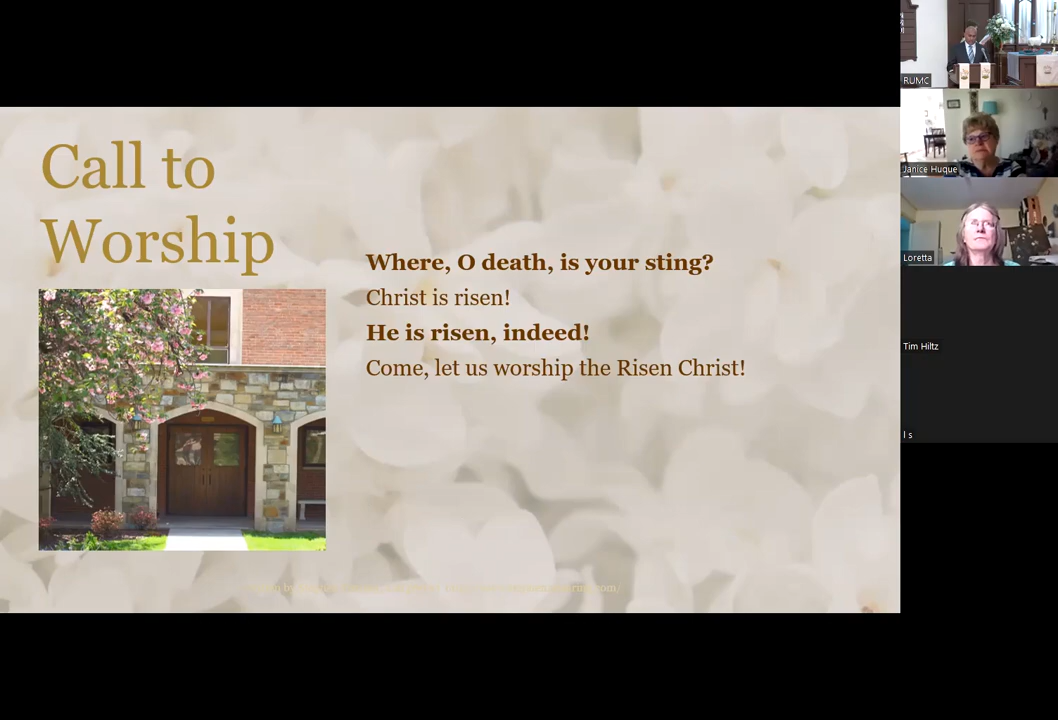 Call to
Worship
Where, O death, is your sting?
Christ is risen!
He is risen, indeed!
Come, let us worship the Risen Christ!
RUMC
Janice Huque
Loretta
Tim Hiltz
l s